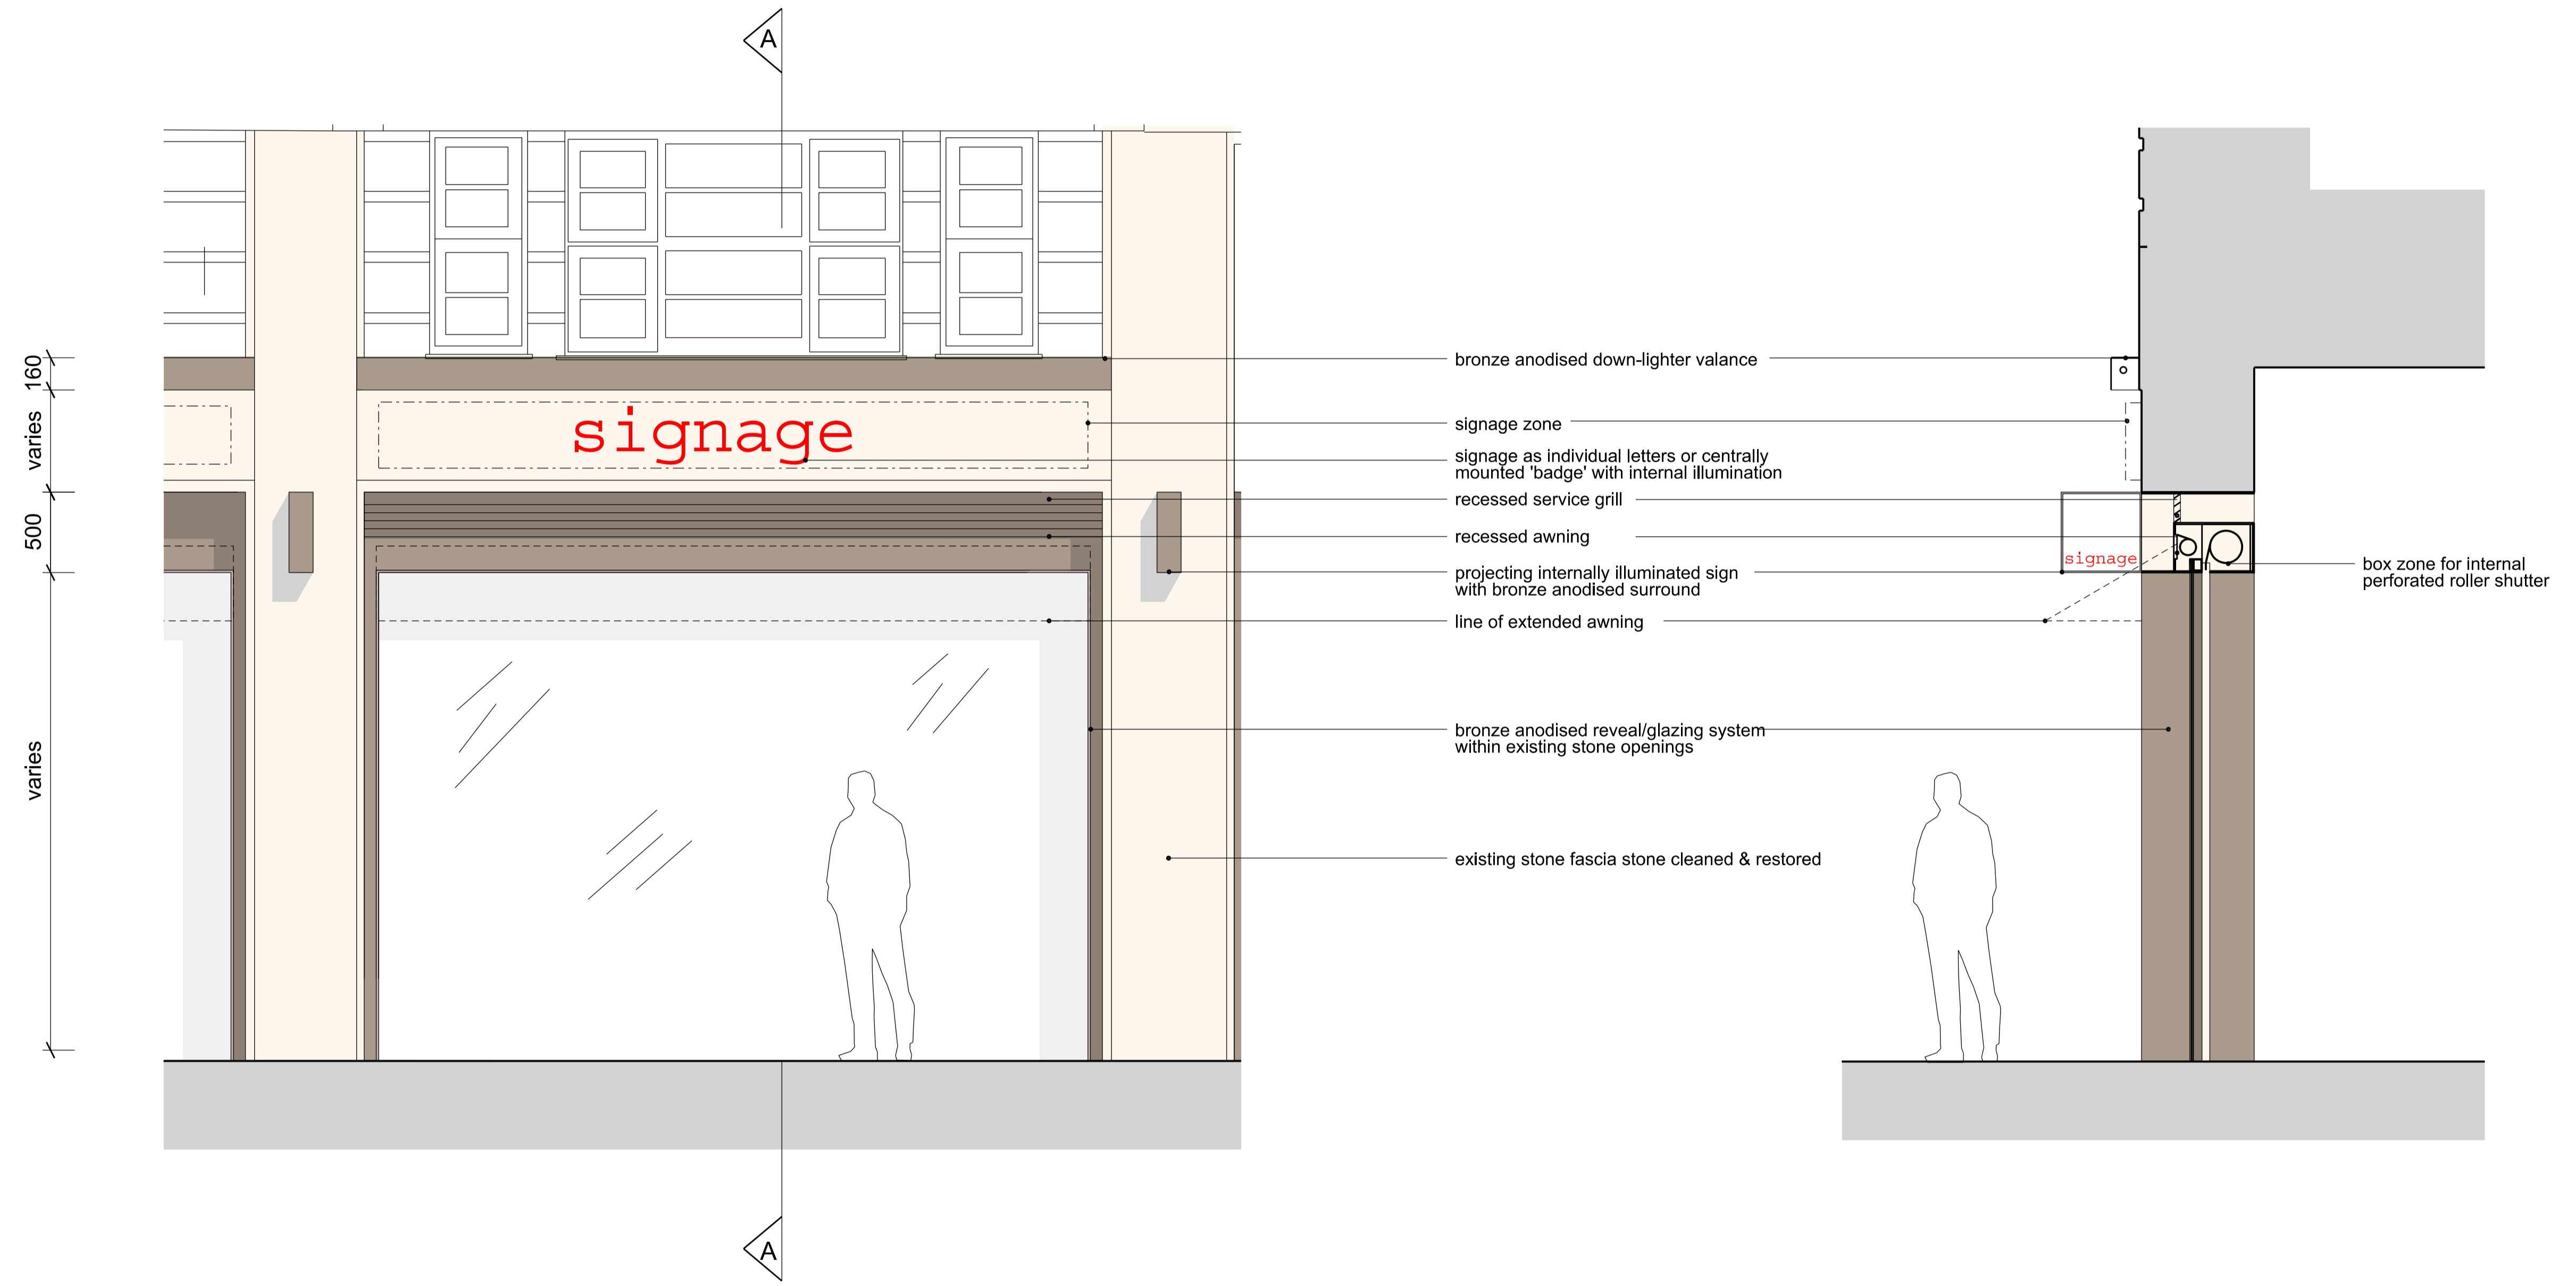 A
160
varies
500
varies
signage
bronze anodised down-lighter valance
signage zone
signage as individual letters or centrally
mounted 'badge' with internal illumination
recessed service grill
recessed awning
projecting internally illuminated sign
with bronze anodised surround
line of extended awning
bronze anodised reveal/glazing system
within existing stone openings
existing stone fascia stone cleaned & restored
signage
box zone for internal
perforated roller shutter
A